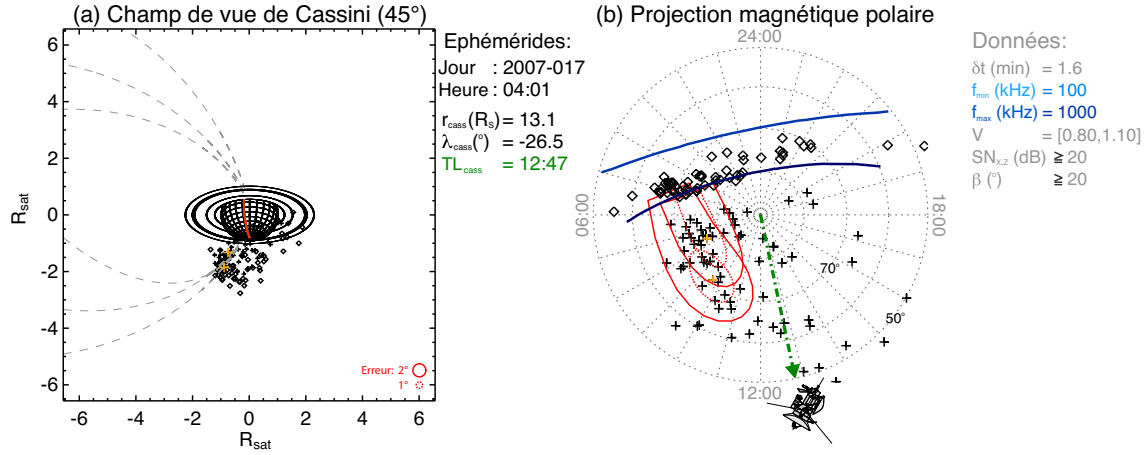 (a) Champ de vue de Cassini (45°)
6
4
2
0
-2
-4
-6
R_sat
-6 -4 -2 0 2 4 6
R_sat
Erreur: 2°
1°
Ephémérides:
Jour : 2007-017
Heure : 04:01
r_cass(R_S) = 13.1
λ_cass(°) = -26.5
TL_cass = 12:47
(b) Projection magnétique polaire
24:00
06:00
18:00
70°
50°
12:00
Données:
δt (min) = 1.6
f_min (kHz) = 100
f_max (kHz) = 1000
V = [0.80,1.10]
SN_X,Z (dB) ≧ 20
β (°) ≧ 20